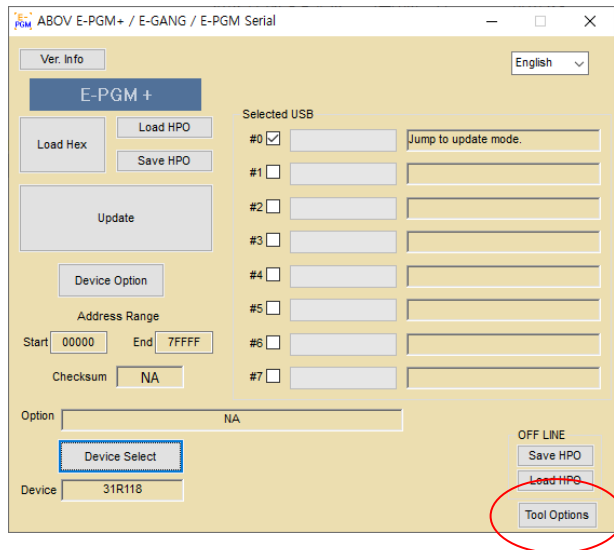 E-PGM ABOV E-PGM+ / E-GANG / E-PGM Serial
Ver. Info
English
E-PGM +
Selected USB
Load Hex
Load HPO
Save HPO
#0 Jump to update mode.
#1
#2
Update
#3
#4
Device Option
#5
Address Range
Start 00000 End 7FFFF
#6
Checksum NA
#7
Option NA
OFF LINE
Device Select
Save HPO
Load HPO
Device 31R118
Tool Options